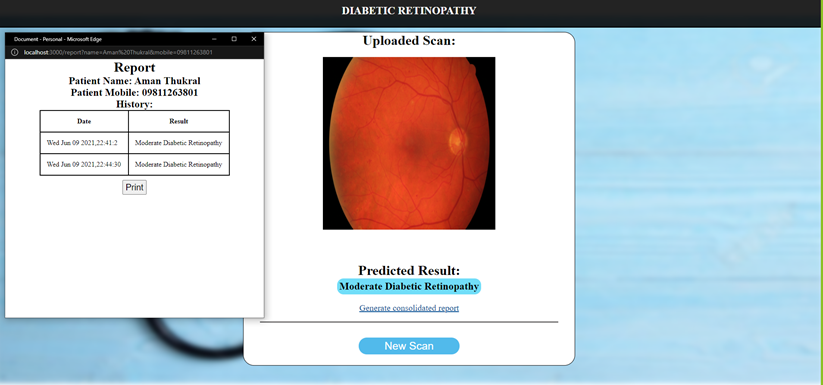 DIABETIC RETINOPATHY
Document - Personal - Microsoft Edge
localhost:3000/report?name=Aman%20Thukral&mobile=09811263801
Report
Patient Name: Aman Thukral
Patient Mobile: 09811263801
History:
Date Result
Wed Jun 09 2021,22:41:2 Moderate Diabetic Retinopathy
Wed Jun 09 2021,22:44:30 Moderate Diabetic Retinopathy
Print
Uploaded Scan:
Predicted Result:
Moderate Diabetic Retinopathy
Generate consolidated report
New Scan